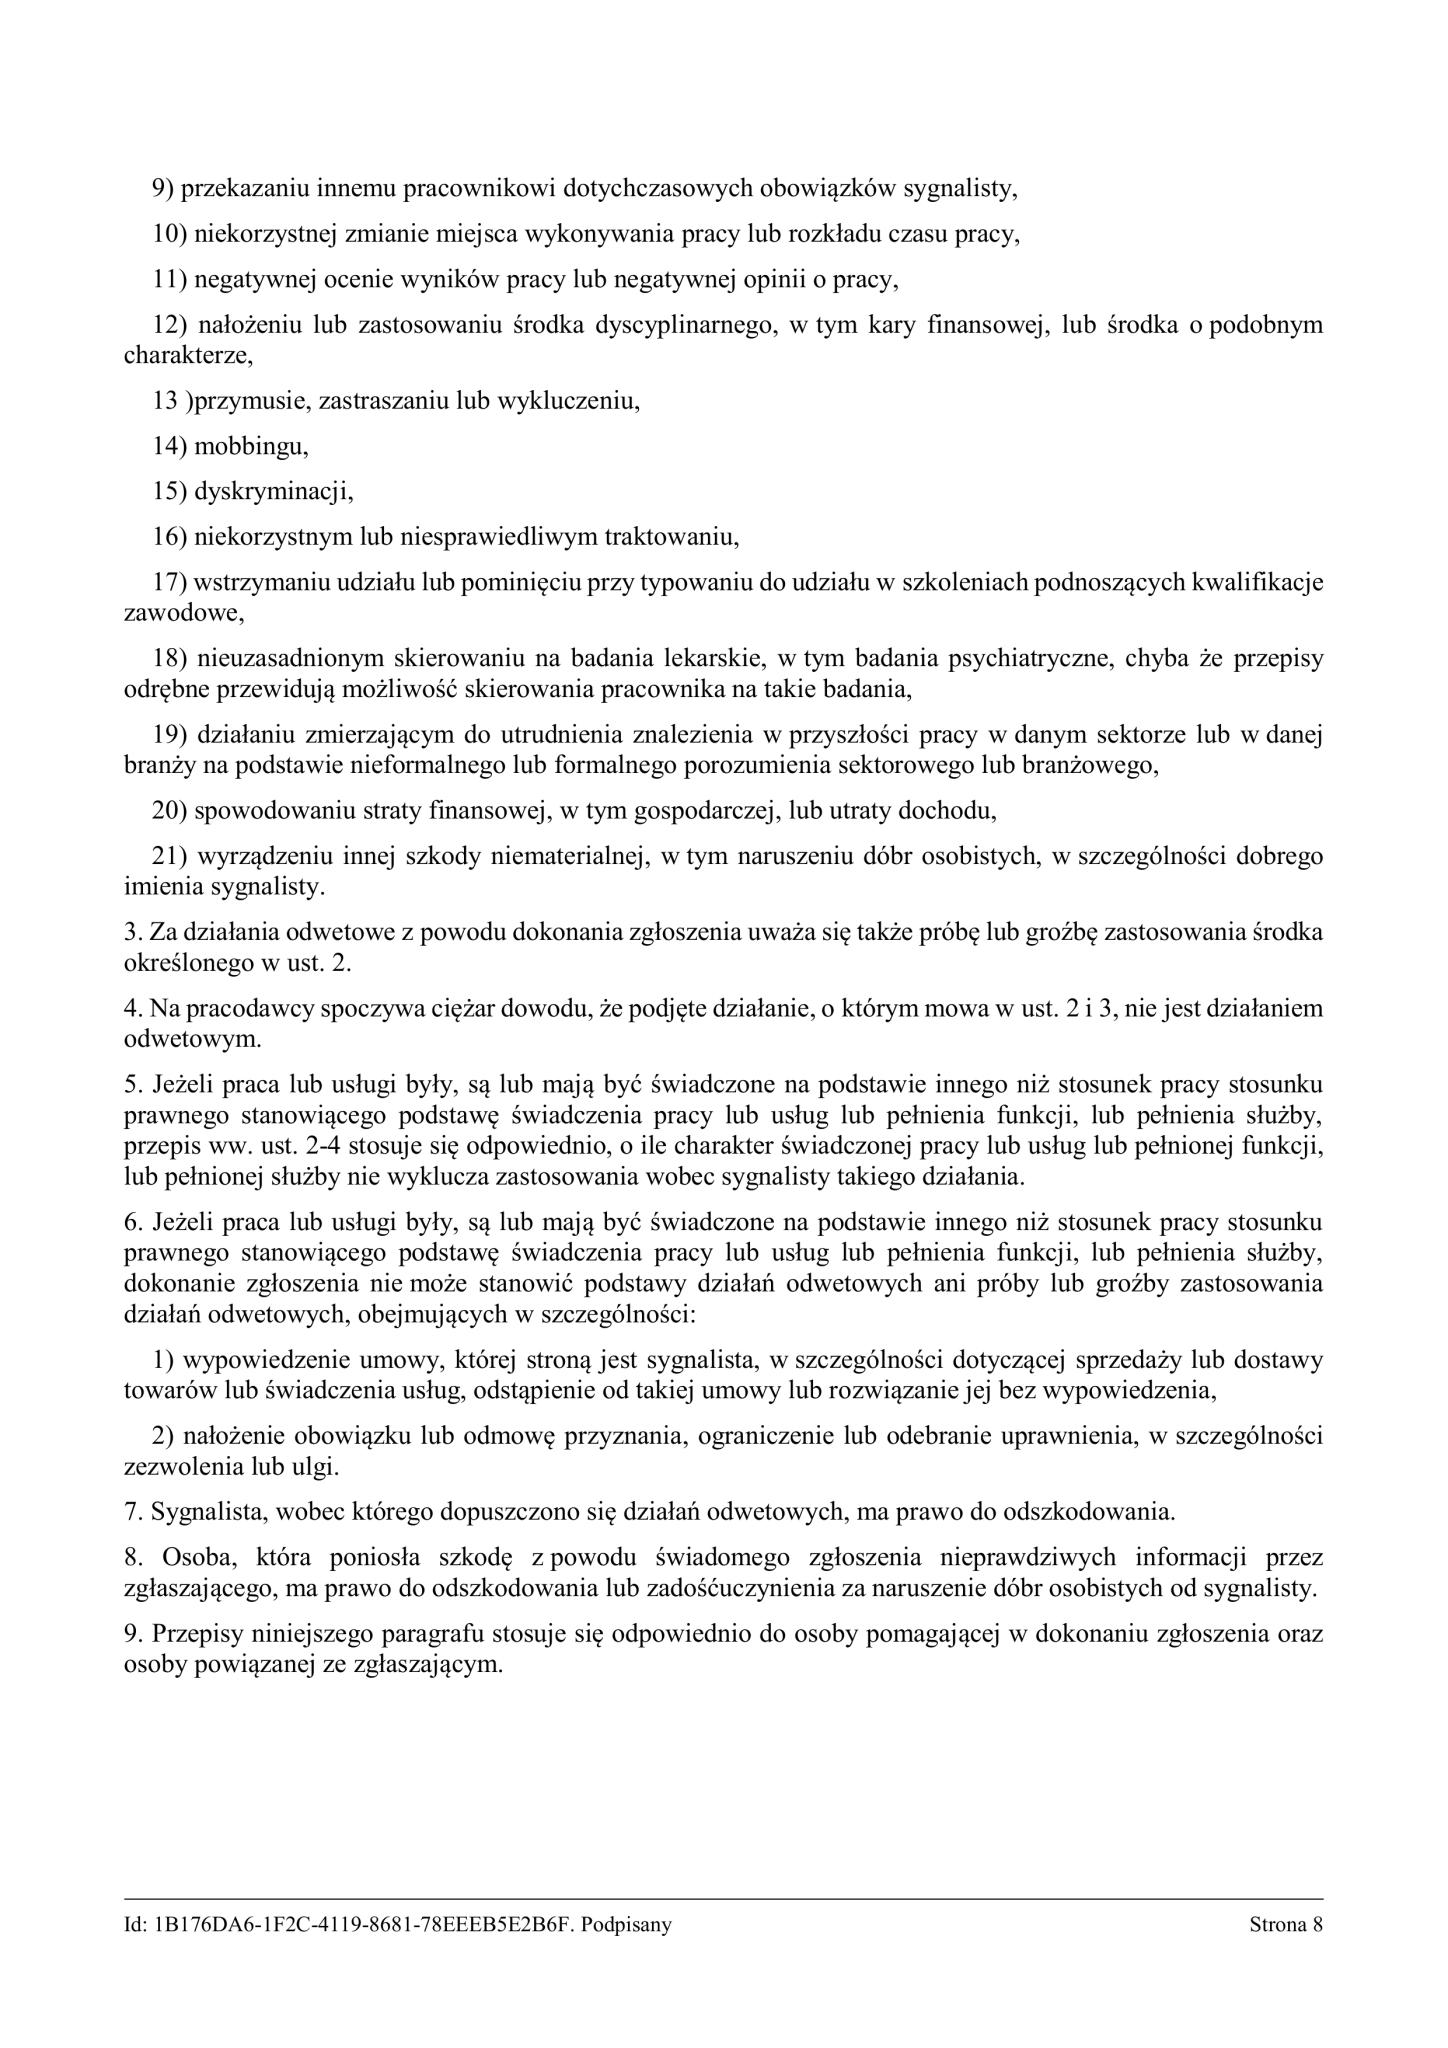 9) przekazaniu innemu pracownikowi dotychczasowych obowiązków sygnalisty,
10) niekorzystnej zmianie miejsca wykonywania pracy lub rozkładu czasu pracy,
11) negatywnej ocenie wyników pracy lub negatywnej opinii o pracy,
12) nałożeniu lub zastosowaniu środka dyscyplinarnego, w tym kary finansowej, lub środka o podobnym
charakterze,
13 )przymusie, zastraszaniu lub wykluczeniu,
14) mobbingu,
15) dyskryminacji,
16) niekorzystnym lub niesprawiedliwym traktowaniu,
17) wstrzymaniu udziału lub pominięciu przy typowaniu do udziału w szkoleniach podnoszących kwalifikacje
zawodowe,
18) nieuzasadnionym skierowaniu na badania lekarskie, w tym badania psychiatryczne, chyba że przepisy
odrębne przewidują możliwość skierowania pracownika na takie badania,
19) działaniu zmierzającym do utrudnienia znalezienia w przyszłości pracy w danym sektorze lub w danej
branży na podstawie nieformalnego lub formalnego porozumienia sektorowego lub branżowego,
20) spowodowaniu straty finansowej, w tym gospodarczej, lub utraty dochodu,
21) wyrządzeniu innej szkody niematerialnej, w tym naruszeniu dóbr osobistych, w szczególności dobrego
imienia sygnalisty.
3. Za działania odwetowe z powodu dokonania zgłoszenia uważa się także próbę lub groźbę zastosowania środka
określonego w ust. 2.
4. Na pracodawcy spoczywa ciężar dowodu, że podjęte działanie, o którym mowa w ust. 2 i 3, nie jest działaniem
odwetowym.
5. Jeżeli praca lub usługi były, są lub mają być świadczone na podstawie innego niż stosunek pracy stosunku
prawnego stanowiącego podstawę świadczenia pracy lub usług lub pełnienia funkcji, lub pełnienia służby,
przepis ww. ust. 2-4 stosuje się odpowiednio, o ile charakter świadczonej pracy lub usług lub pełnionej funkcji,
lub pełnionej służby nie wyklucza zastosowania wobec sygnalisty takiego działania.
6. Jeżeli praca lub usługi były, są lub mają być świadczone na podstawie innego niż stosunek pracy stosunku
prawnego stanowiącego podstawę świadczenia pracy lub usług lub pełnienia funkcji, lub pełnienia służby,
dokonanie zgłoszenia nie może stanowić podstawy działań odwetowych ani próby lub groźby zastosowania
działań odwetowych, obejmujących w szczególności:
1) wypowiedzenie umowy, której stroną jest sygnalista, w szczególności dotyczącej sprzedaży lub dostawy
towarów lub świadczenia usług, odstąpienie od takiej umowy lub rozwiązanie jej bez wypowiedzenia,
2) nałożenie obowiązku lub odmowę przyznania, ograniczenie lub odebranie uprawnienia, w szczególności
zezwolenia lub ulgi.
7. Sygnalista, wobec którego dopuszczono się działań odwetowych, ma prawo do odszkodowania.
8. Osoba, która poniosła szkodę z powodu świadomego zgłoszenia nieprawdziwych informacji przez
zgłaszającego, ma prawo do odszkodowania lub zadośćuczynienia za naruszenie dóbr osobistych od sygnalisty.
9. Przepisy niniejszego paragrafu stosuje się odpowiednio do osoby pomagającej w dokonaniu zgłoszenia oraz
osoby powiązanej ze zgłaszającym.
Id: 1B176DA6-1F2C-4119-8681-78EEEB5E2B6F. Podpisany Strona 8